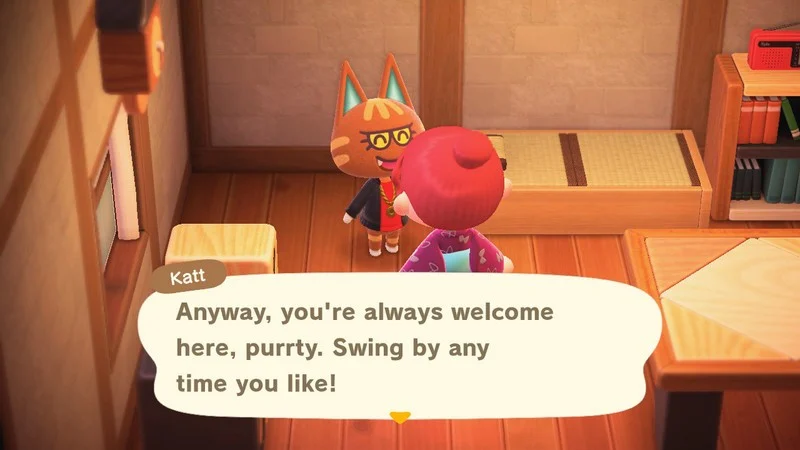 Katt
Anyway, you're always welcome
here, purrty. Swing by any
time you like!